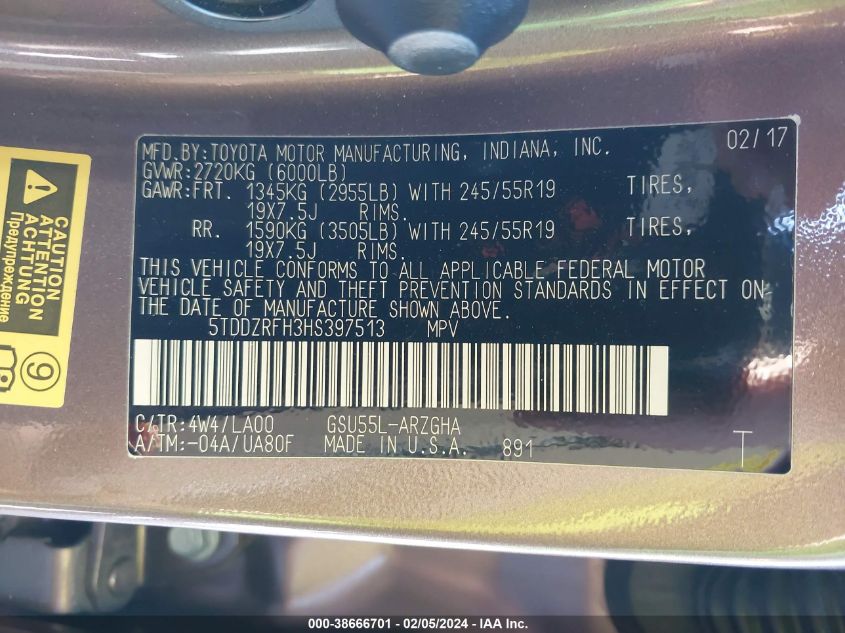 MFD.BY:TOYOTA MOTOR MANUFACTURING, INDIANA, INC. 02/17
GVWR:2720KG (6000LB)
GAWR:FRT. 1345KG (2955LB) WITH 245/55R19 TIRES,
19X7.5J RIMS.
RR. 1590KG (3505LB) WITH 245/55R19 TIRES,
19X7.5J RIMS.
THIS VEHICLE CONFORMS TO ALL APPLICABLE FEDERAL MOTOR
VEHICLE SAFETY AND THEFT PREVENTION STANDARDS IN EFFECT ON
THE DATE OF MANUFACTURE SHOWN ABOVE.
5TDDZRFH3HS397513 MPV
C/TR:4W4/LA00 GSU55L-ARZGHA
A/TM:-04A/UA80F MADE IN U.S.A. 891 T
CAUTION
ATTENTION
ACHTUNG
Предупреждение
9
000-38666701 - 02/05/2024 - IAA Inc.